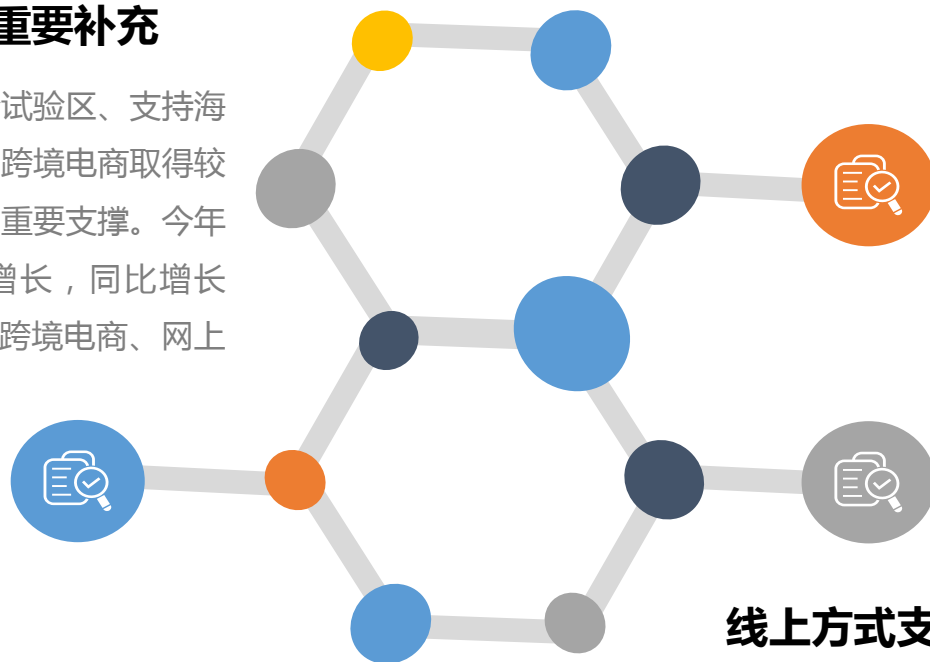 重要补充
试验区、支持海
跨境电商取得较
重要支撑。今年
增长，同比增长
跨境电商、网上
线上方式支